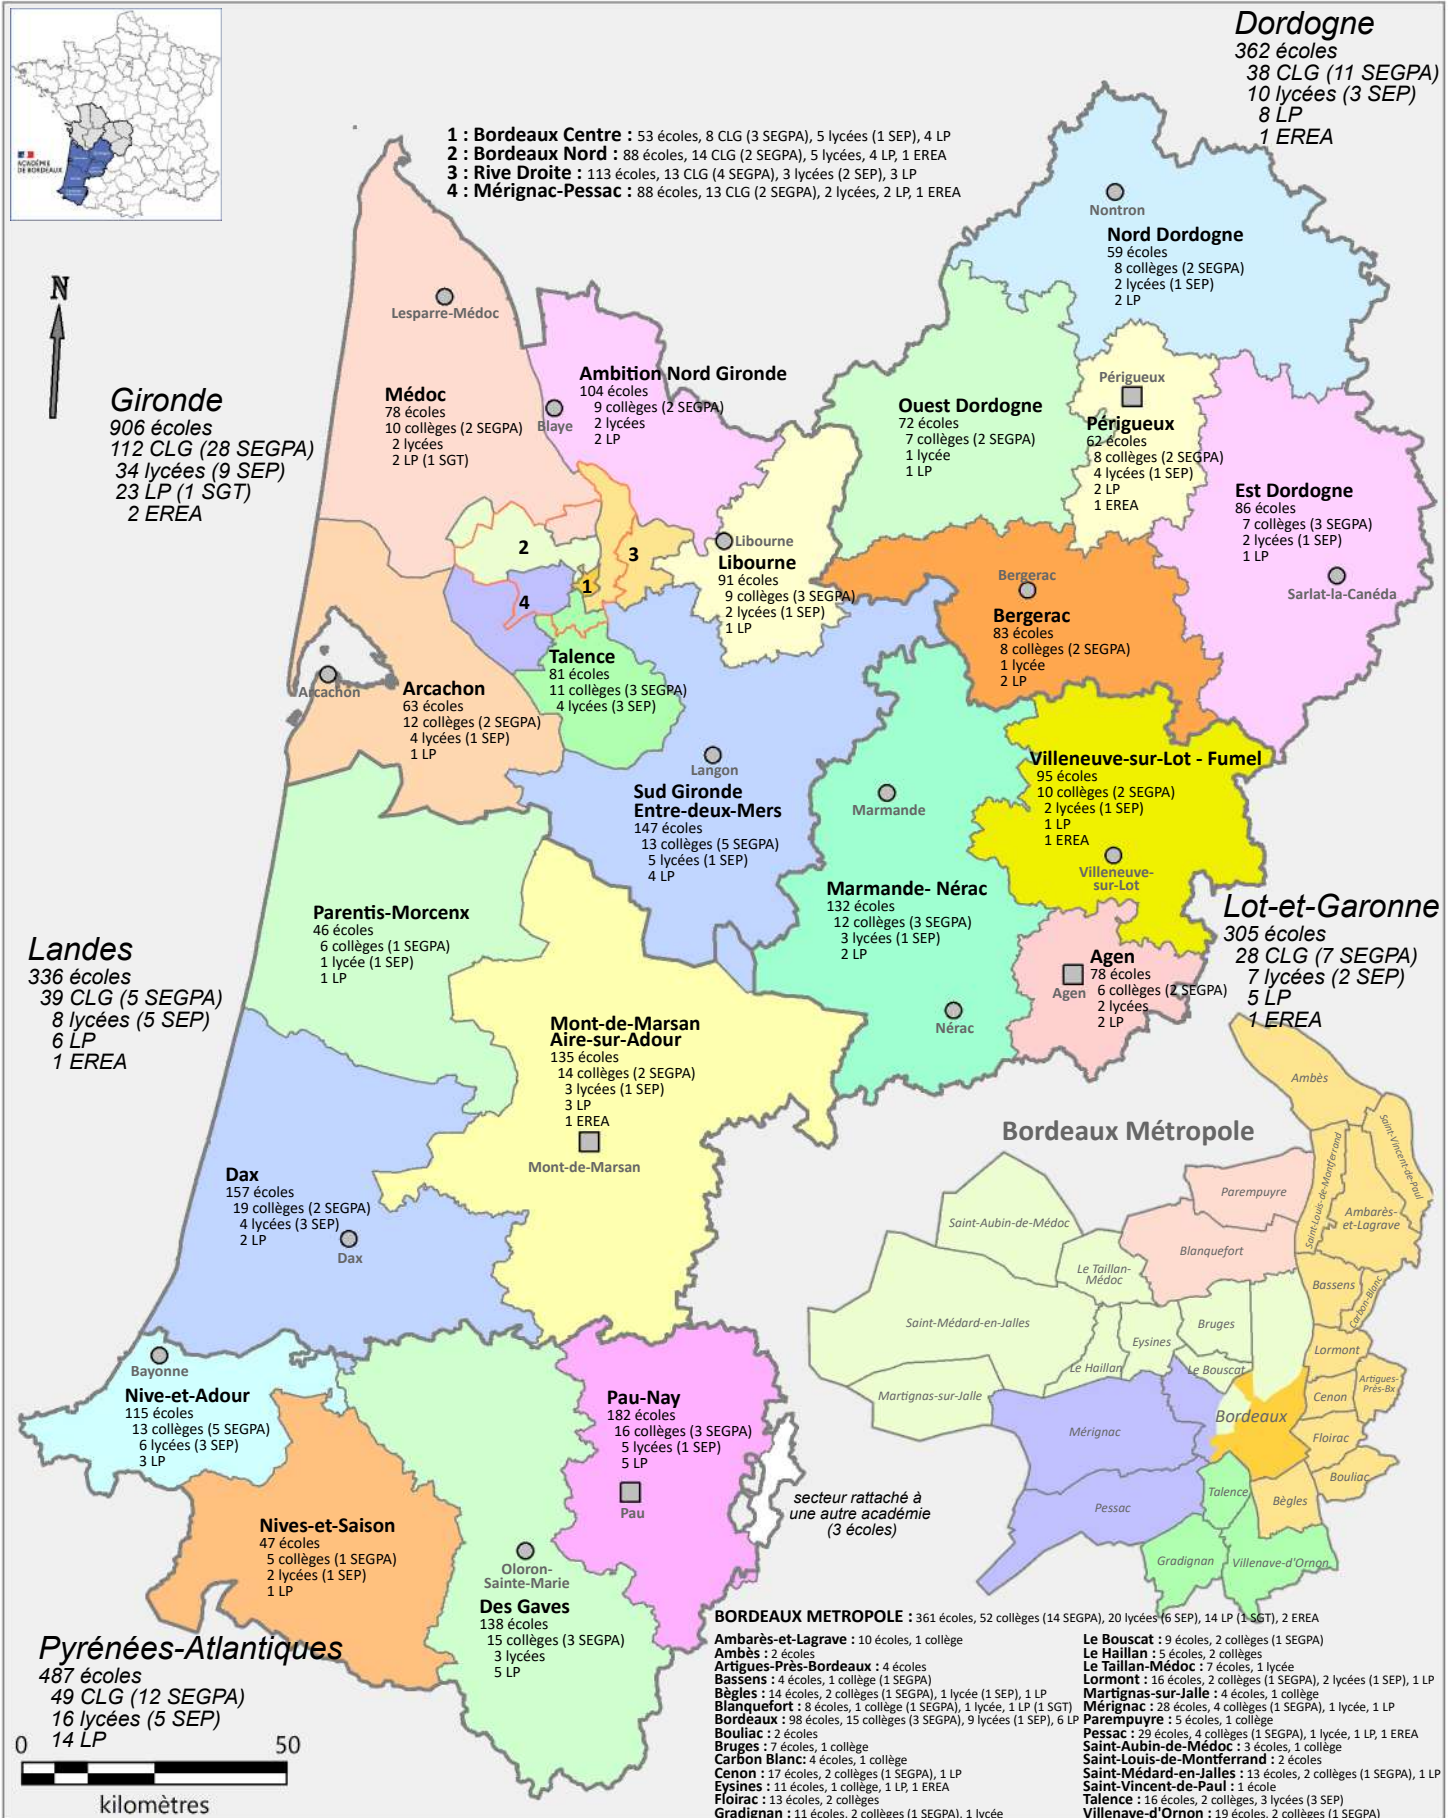 ACADÉMIE
DE BORDEAUX
Dordogne
362 écoles
38 CLG (11 SEGPA)
10 lycées (3 SEP)
8 LP
1 EREA
1 : Bordeaux Centre : 53 écoles, 8 CLG (3 SEGPA), 5 lycées (1 SEP), 4 LP
2 : Bordeaux Nord : 88 écoles, 14 CLG (2 SEGPA), 5 lycées, 4 LP, 1 EREA
3 : Rive Droite : 113 écoles, 13 CLG (4 SEGPA), 3 lycées (2 SEP), 3 LP
4 : Mérignac-Pessac : 88 écoles, 13 CLG (2 SEGPA), 2 lycées, 2 LP, 1 EREA
N
Nontron
Nord Dordogne
59 écoles
8 collèges (2 SEGPA)
2 lycées (1 SEP)
2 LP
Lesparre-Médoc
Gironde
906 écoles
112 CLG (28 SEGPA)
34 lycées (9 SEP)
23 LP (1 SGT)
2 EREA
Médoc
78 écoles
10 collèges (2 SEGPA)
2 lycées
2 LP (1 SGT)
Ambition Nord Gironde
104 écoles
9 collèges (2 SEGPA)
2 lycées
2 LP
Blaye
Ouest Dordogne
72 écoles
7 collèges (2 SEGPA)
1 lycée
1 LP
Périgueux
Périgueux
62 écoles
8 collèges (2 SEGPA)
4 lycées (1 SEP)
2 LP
1 EREA
Est Dordogne
86 écoles
7 collèges (3 SEGPA)
2 lycées (1 SEP)
1 LP
Sarlat-la-Canéda
2
3
1
4
Libourne
Libourne
91 écoles
9 collèges (3 SEGPA)
2 lycées (1 SEP)
1 LP
Bergerac
Bergerac
83 écoles
8 collèges (2 SEGPA)
1 lycée
2 LP
Talence
81 écoles
11 collèges (3 SEGPA)
4 lycées (3 SEP)
Arcachon
Arcachon
63 écoles
12 collèges (2 SEGPA)
4 lycées (1 SEP)
1 LP
Langon
Sud Gironde
Entre-deux-Mers
147 écoles
13 collèges (5 SEGPA)
5 lycées (1 SEP)
4 LP
Marmande
Villeneuve-sur-Lot - Fumel
95 écoles
10 collèges (2 SEGPA)
2 lycées (1 SEP)
1 LP
1 EREA
Villeneuve-
sur-Lot
Marmande- Nérac
132 écoles
12 collèges (3 SEGPA)
3 lycées (1 SEP)
2 LP
Nérac
Lot-et-Garonne
305 écoles
28 CLG (7 SEGPA)
7 lycées (2 SEP)
5 LP
1 EREA
Agen
Agen
78 écoles
6 collèges (2 SEGPA)
2 lycées
2 LP
Parentis-Morcenx
46 écoles
6 collèges (1 SEGPA)
1 lycée (1 SEP)
1 LP
Landes
336 écoles
39 CLG (5 SEGPA)
8 lycées (5 SEP)
6 LP
1 EREA
Mont-de-Marsan
Aire-sur-Adour
135 écoles
14 collèges (2 SEGPA)
3 lycées (1 SEP)
3 LP
1 EREA
Mont-de-Marsan
Dax
157 écoles
19 collèges (2 SEGPA)
4 lycées (3 SEP)
2 LP
Dax
Bordeaux Métropole
Ambès
Saint-Vincent-de-Paul
Saint-Louis-de-Montferrand
Ambarès-
et-Lagrave
Parempuyre
Saint-Aubin-de-Médoc
Blanquefort
Le Taillan-
Médoc
Bassens
Carbon-Blanc
Saint-Médard-en-Jalles
Bruges
Eysines
Lormont
Le Haillan
Le Bouscat
Artigues-
Près-Bx
Martignas-sur-Jalle
Cenon
Bordeaux
Mérignac
Floirac
Bouliac
Talence
Bègles
Pessac
Gradignan
Villenave-d'Ornon
Bayonne
Nive-et-Adour
115 écoles
13 collèges (5 SEGPA)
6 lycées (3 SEP)
3 LP
Pau-Nay
182 écoles
16 collèges (3 SEGPA)
5 lycées (1 SEP)
5 LP
Pau
secteur rattaché à
une autre académie
(3 écoles)
Nives-et-Saison
47 écoles
5 collèges (1 SEGPA)
2 lycées (1 SEP)
1 LP
Oloron-
Sainte-Marie
Des Gaves
138 écoles
15 collèges (3 SEGPA)
3 lycées
5 LP
Pyrénées-Atlantiques
487 écoles
49 CLG (12 SEGPA)
16 lycées (5 SEP)
14 LP
0 50
kilomètres
BORDEAUX METROPOLE : 361 écoles, 52 collèges (14 SEGPA), 20 lycées (6 SEP), 14 LP (1 SGT), 2 EREA
Ambarès-et-Lagrave : 10 écoles, 1 collège
Ambès : 2 écoles
Artigues-Près-Bordeaux : 4 écoles
Bassens : 4 écoles, 1 collège (1 SEGPA)
Bègles : 14 écoles, 2 collèges (1 SEGPA), 1 lycée (1 SEP), 1 LP
Blanquefort : 8 écoles, 1 collège (1 SEGPA), 1 lycée, 1 LP (1 SGT)
Bordeaux : 98 écoles, 15 collèges (3 SEGPA), 9 lycées (1 SEP), 6 LP
Bouliac : 2 écoles
Bruges : 7 écoles, 1 collège
Carbon Blanc: 4 écoles, 1 collège
Cenon : 17 écoles, 2 collèges (1 SEGPA), 1 LP
Eysines : 11 écoles, 1 collège, 1 LP, 1 EREA
Floirac : 13 écoles, 2 collèges
Gradignan : 11 écoles, 2 collèges (1 SEGPA), 1 lycée
Le Bouscat : 9 écoles, 2 collèges (1 SEGPA)
Le Haillan : 5 écoles, 2 collèges
Le Taillan-Médoc : 7 écoles, 1 lycée
Lormont : 16 écoles, 2 collèges (1 SEGPA), 2 lycées (1 SEP), 1 LP
Martignas-sur-Jalle : 4 écoles, 1 collège
Mérignac : 28 écoles, 4 collèges (1 SEGPA), 1 lycée, 1 LP
Parempuyre : 5 écoles, 1 collège
Pessac : 29 écoles, 4 collèges (1 SEGPA), 1 lycée, 1 LP, 1 EREA
Saint-Aubin-de-Médoc : 3 écoles, 1 collège
Saint-Louis-de-Montferrand : 2 écoles
Saint-Médard-en-Jalles : 13 écoles, 2 collèges (1 SEGPA), 1 LP
Saint-Vincent-de-Paul : 1 école
Talence : 16 écoles, 2 collèges, 3 lycées (3 SEP)
Villenave-d'Ornon : 19 écoles, 2 collèges (1 SEGPA)